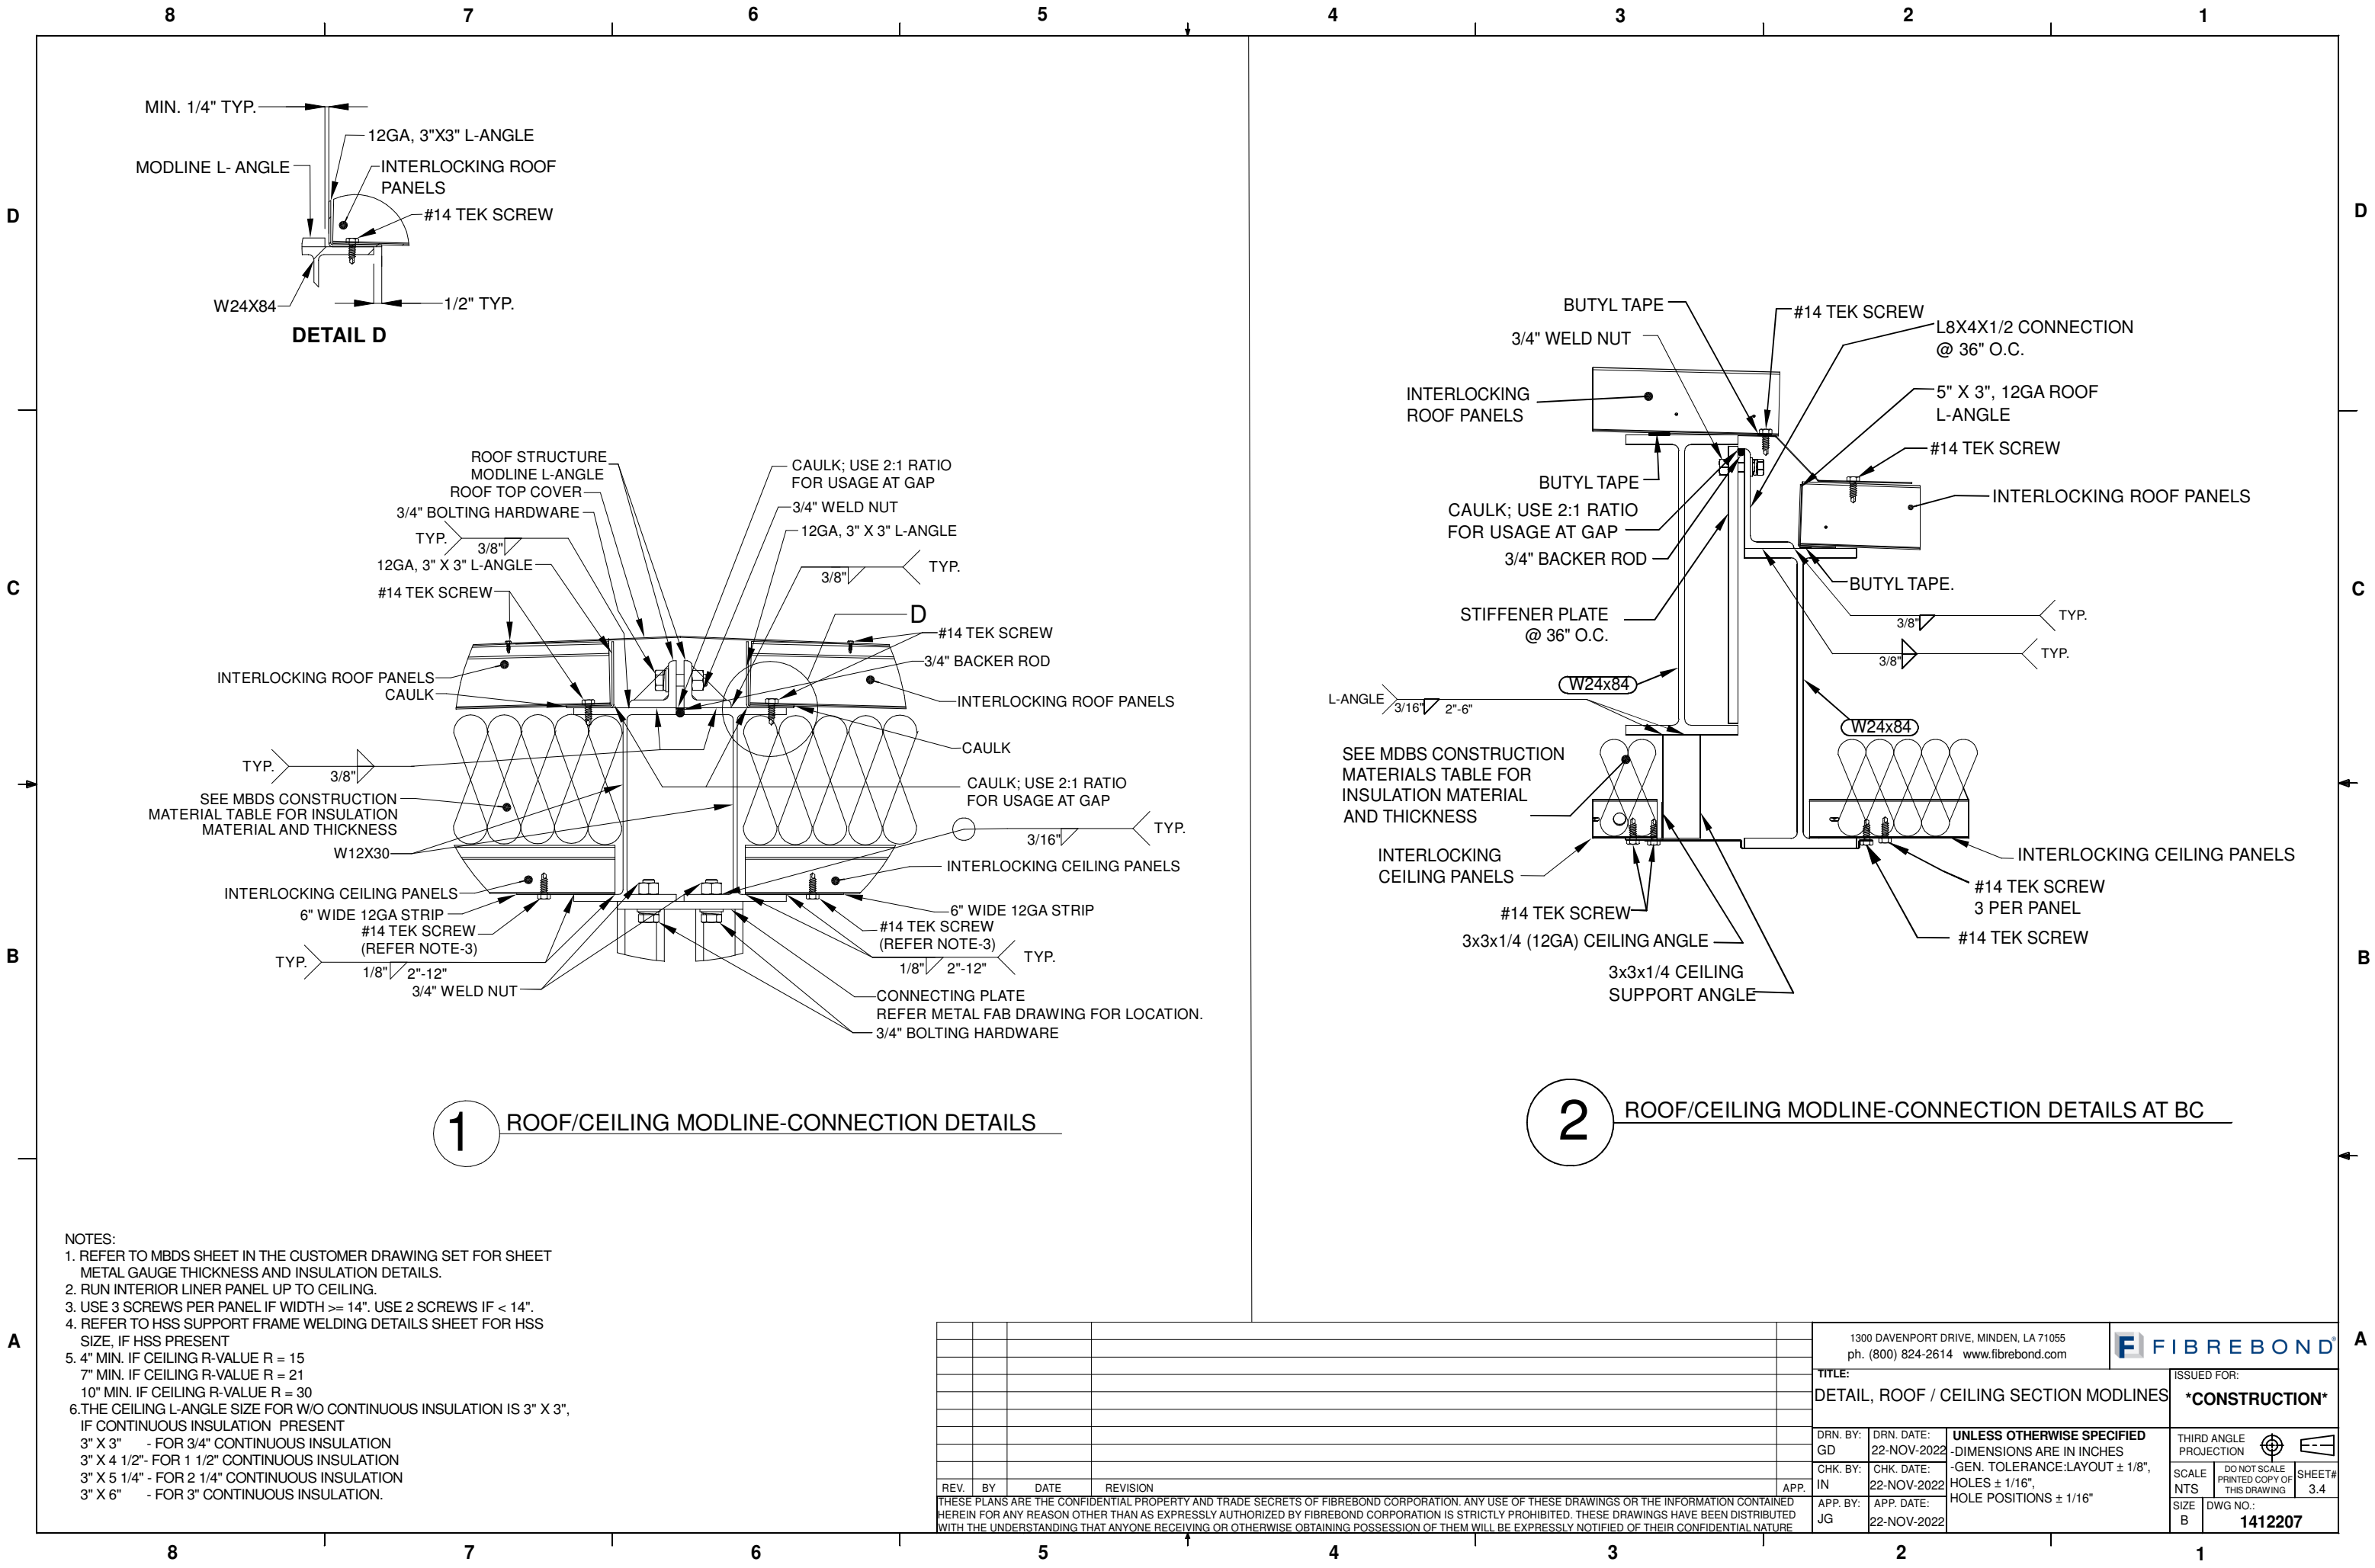 8 7 6 5 4 3 2 1
D
C
B
A
MIN. 1/4" TYP.
12GA, 3"X3" L-ANGLE
MODLINE L- ANGLE
INTERLOCKING ROOF
PANELS
#14 TEK SCREW
W24X84
1/2" TYP.
DETAIL D
ROOF STRUCTURE
MODLINE L-ANGLE
ROOF TOP COVER
3/4" BOLTING HARDWARE
TYP.
3/8"
12GA, 3" X 3" L-ANGLE
#14 TEK SCREW
CAULK; USE 2:1 RATIO
FOR USAGE AT GAP
3/4" WELD NUT
12GA, 3" X 3" L-ANGLE
3/8"
TYP.
D
#14 TEK SCREW
3/4" BACKER ROD
INTERLOCKING ROOF PANELS
CAULK
INTERLOCKING ROOF PANELS
CAULK
TYP.
3/8"
CAULK; USE 2:1 RATIO
FOR USAGE AT GAP
SEE MBDS CONSTRUCTION
MATERIAL TABLE FOR INSULATION
MATERIAL AND THICKNESS
3/16"
TYP.
W12X30
INTERLOCKING CEILING PANELS
INTERLOCKING CEILING PANELS
6" WIDE 12GA STRIP
#14 TEK SCREW
(REFER NOTE-3)
6" WIDE 12GA STRIP
#14 TEK SCREW
(REFER NOTE-3)
TYP.
1/8" 2"-12"
3/4" WELD NUT
1/8" 2"-12"
TYP.
CONNECTING PLATE
REFER METAL FAB DRAWING FOR LOCATION.
3/4" BOLTING HARDWARE
1
ROOF/CEILING MODLINE-CONNECTION DETAILS
BUTYL TAPE
#14 TEK SCREW
3/4" WELD NUT
L8X4X1/2 CONNECTION
@ 36" O.C.
INTERLOCKING
ROOF PANELS
5" X 3", 12GA ROOF
L-ANGLE
#14 TEK SCREW
BUTYL TAPE
INTERLOCKING ROOF PANELS
CAULK; USE 2:1 RATIO
FOR USAGE AT GAP
3/4" BACKER ROD
BUTYL TAPE.
STIFFENER PLATE
@ 36" O.C.
3/8"
TYP.
3/8"
TYP.
W24x84
L-ANGLE
3/16" 2"-6"
W24x84
SEE MDBS CONSTRUCTION
MATERIALS TABLE FOR
INSULATION MATERIAL
AND THICKNESS
INTERLOCKING
CEILING PANELS
INTERLOCKING CEILING PANELS
#14 TEK SCREW
3 PER PANEL
#14 TEK SCREW
#14 TEK SCREW
3x3x1/4 (12GA) CEILING ANGLE
3x3x1/4 CEILING
SUPPORT ANGLE
2
ROOF/CEILING MODLINE-CONNECTION DETAILS AT BC
NOTES:
1. REFER TO MBDS SHEET IN THE CUSTOMER DRAWING SET FOR SHEET
METAL GAUGE THICKNESS AND INSULATION DETAILS.
2. RUN INTERIOR LINER PANEL UP TO CEILING.
3. USE 3 SCREWS PER PANEL IF WIDTH >= 14". USE 2 SCREWS IF < 14".
4. REFER TO HSS SUPPORT FRAME WELDING DETAILS SHEET FOR HSS
SIZE, IF HSS PRESENT
5. 4" MIN. IF CEILING R-VALUE R = 15
7" MIN. IF CEILING R-VALUE R = 21
10" MIN. IF CEILING R-VALUE R = 30
6.THE CEILING L-ANGLE SIZE FOR W/O CONTINUOUS INSULATION IS 3" X 3",
IF CONTINUOUS INSULATION PRESENT
3" X 3" - FOR 3/4" CONTINUOUS INSULATION
3" X 4 1/2"- FOR 1 1/2" CONTINUOUS INSULATION
3" X 5 1/4" - FOR 2 1/4" CONTINUOUS INSULATION
3" X 6" - FOR 3" CONTINUOUS INSULATION.
REV. BY DATE REVISION APP.
THESE PLANS ARE THE CONFIDENTIAL PROPERTY AND TRADE SECRETS OF FIBREBOND CORPORATION. ANY USE OF THESE DRAWINGS OR THE INFORMATION CONTAINED
HEREIN FOR ANY REASON OTHER THAN AS EXPRESSLY AUTHORIZED BY FIBREBOND CORPORATION IS STRICTLY PROHIBITED. THESE DRAWINGS HAVE BEEN DISTRIBUTED
WITH THE UNDERSTANDING THAT ANYONE RECEIVING OR OTHERWISE OBTAINING POSSESSION OF THEM WILL BE EXPRESSLY NOTIFIED OF THEIR CONFIDENTIAL NATURE
1300 DAVENPORT DRIVE, MINDEN, LA 71055
ph. (800) 824-2614 www.fibrebond.com
F FIBREBOND®
TITLE:
DETAIL, ROOF / CEILING SECTION MODLINES
ISSUED FOR:
*CONSTRUCTION*
DRN. BY:
GD
DRN. DATE:
22-NOV-2022
CHK. BY:
IN
CHK. DATE:
22-NOV-2022
APP. BY:
JG
APP. DATE:
22-NOV-2022
UNLESS OTHERWISE SPECIFIED
-DIMENSIONS ARE IN INCHES
-GEN. TOLERANCE:LAYOUT ± 1/8",
HOLES ± 1/16",
HOLE POSITIONS ± 1/16"
THIRD ANGLE
PROJECTION
SCALE
NTS
DO NOT SCALE
PRINTED COPY OF
THIS DRAWING
SHEET#
3.4
SIZE
B
DWG NO.:
1412207
D
C
B
A
8 7 6 5 4 3 2 1